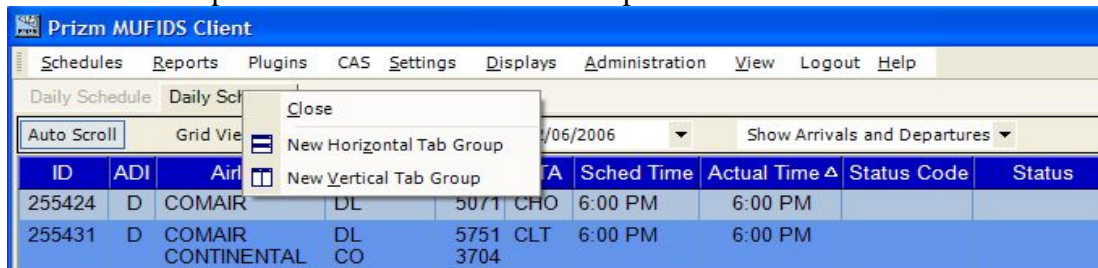 Prizm MUFIDS Client
Schedules Reports Plugins CAS Settings Displays Administration View Logout Help
Daily Schedule Daily Sch
Close
Auto Scroll Grid Vie /06/2006 Show Arrivals and Departures
New Horizontal Tab Group
New Vertical Tab Group
ID ADI Airl TA Sched Time Actual Time Status Code Status
255424 D COMAIR DL 5071 CHO 6:00 PM 6:00 PM
255431 D COMAIR DL 5751 CLT 6:00 PM 6:00 PM
CONTINENTAL CO 3704